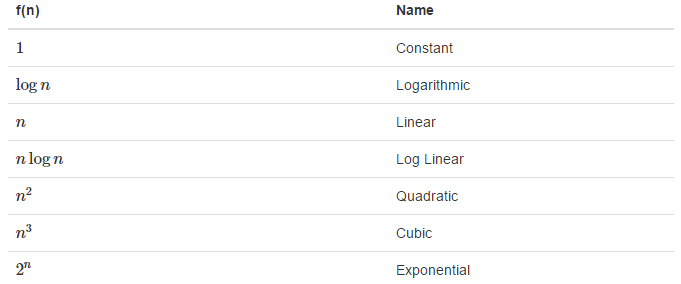 f(n) Name
1 Constant
log n Logarithmic
n Linear
n log n Log Linear
n² Quadratic
n³ Cubic
2ⁿ Exponential